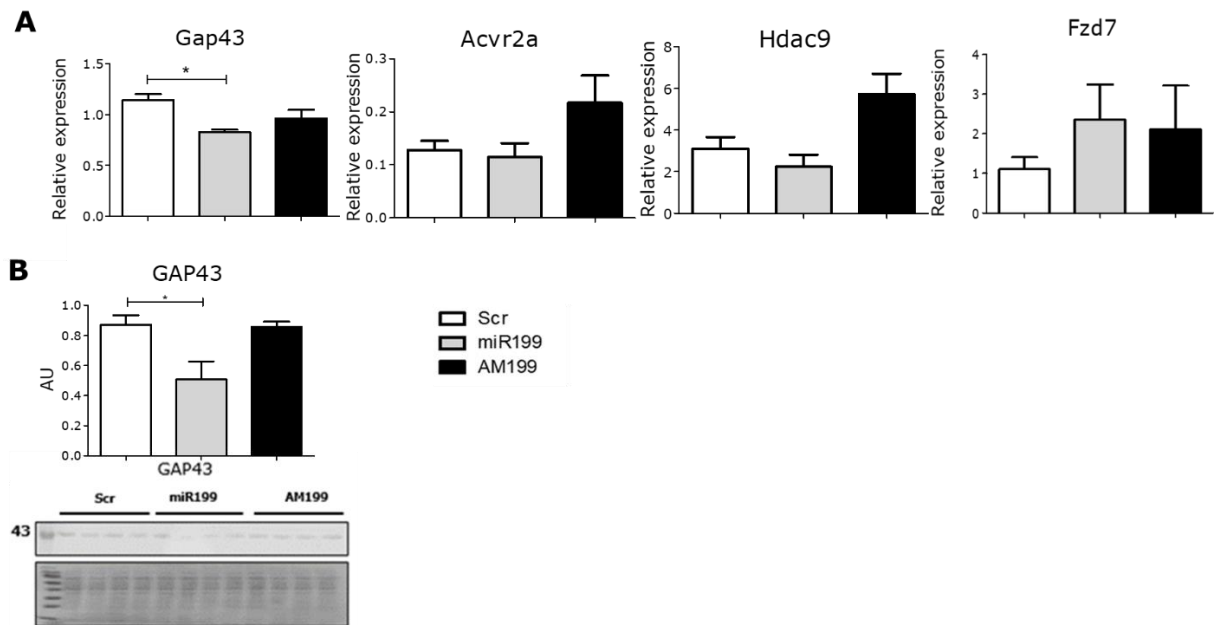 A
Gap43
Relative expression
1.5
1.0
0.5
0.0
*
Acvr2a
Relative expression
0.3
0.2
0.1
0.0
Hdac9
Relative expression
8
6
4
2
0
Fzd7
Relative expression
4
3
2
1
0
B
GAP43
AU
1.0
0.8
0.6
0.4
0.2
0.0
*
GAP43
Scr
miR199
AM199
Scr miR199 AM199
43